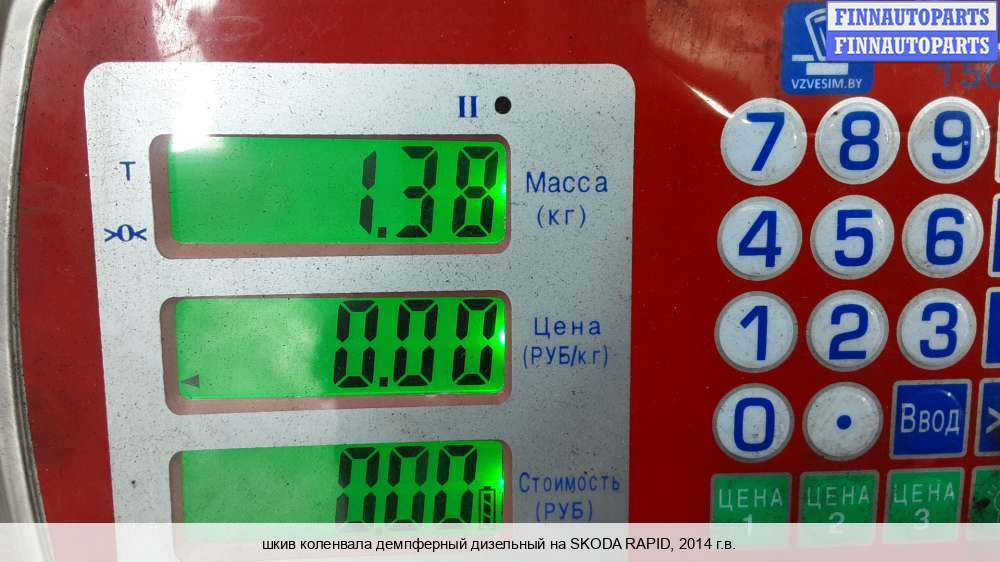 FINNAUTOPARTS
FINNAUTOPARTS
VZVESIM.BY
II
T
>0<
1.38
Масса
(кг)
0.00
Цена
(РУБ/кг)
0.00
Стоимость
(РУБ)
7 8 9
4 5 6
1 2 3
0 . Ввод
ЦЕНА 1
ЦЕНА 2
ЦЕНА 3
шкив коленвала демпферный дизельный на SKODA RAPID, 2014 г.в.